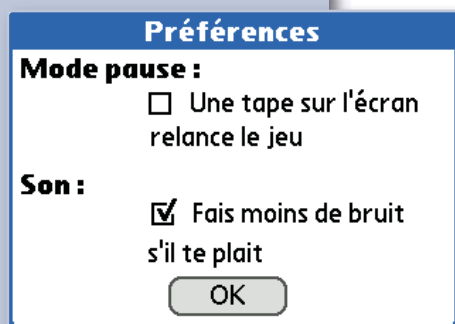 Préférences
Mode pause :
Une tape sur l'écran
relance le jeu
Son :
Fais moins de bruit
s'il te plait
OK